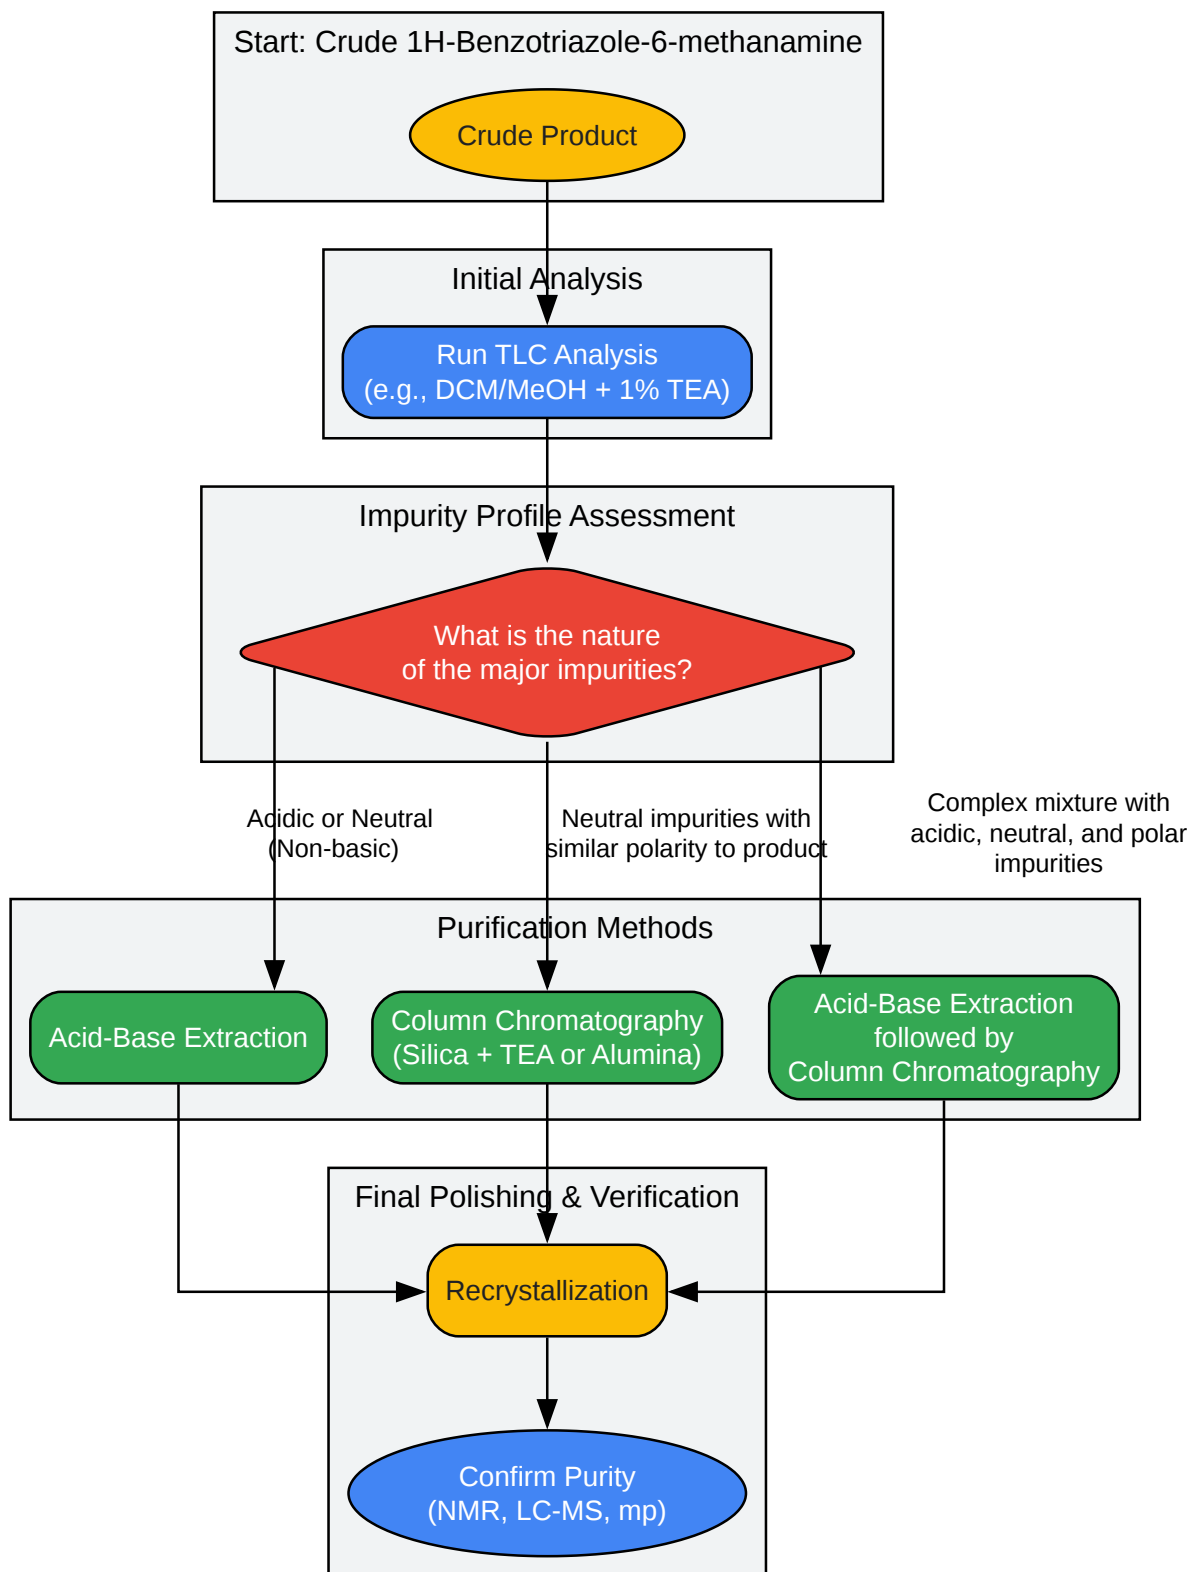 Start: Crude 1H-Benzotriazole-6-methanamine
Crude Product
Initial Analysis
Run TLC Analysis
(e.g., DCM/MeOH + 1% TEA)
Impurity Profile Assessment
What is the nature
of the major impurities?
Acidic or Neutral
(Non-basic)
Neutral impurities with
similar polarity to product
Complex mixture with
acidic, neutral, and polar
impurities
Purification Methods
Acid-Base Extraction
Column Chromatography
(Silica + TEA or Alumina)
Acid-Base Extraction
followed by
Column Chromatography
Final Polishing & Verification
Recrystallization
Confirm Purity
(NMR, LC-MS, mp)